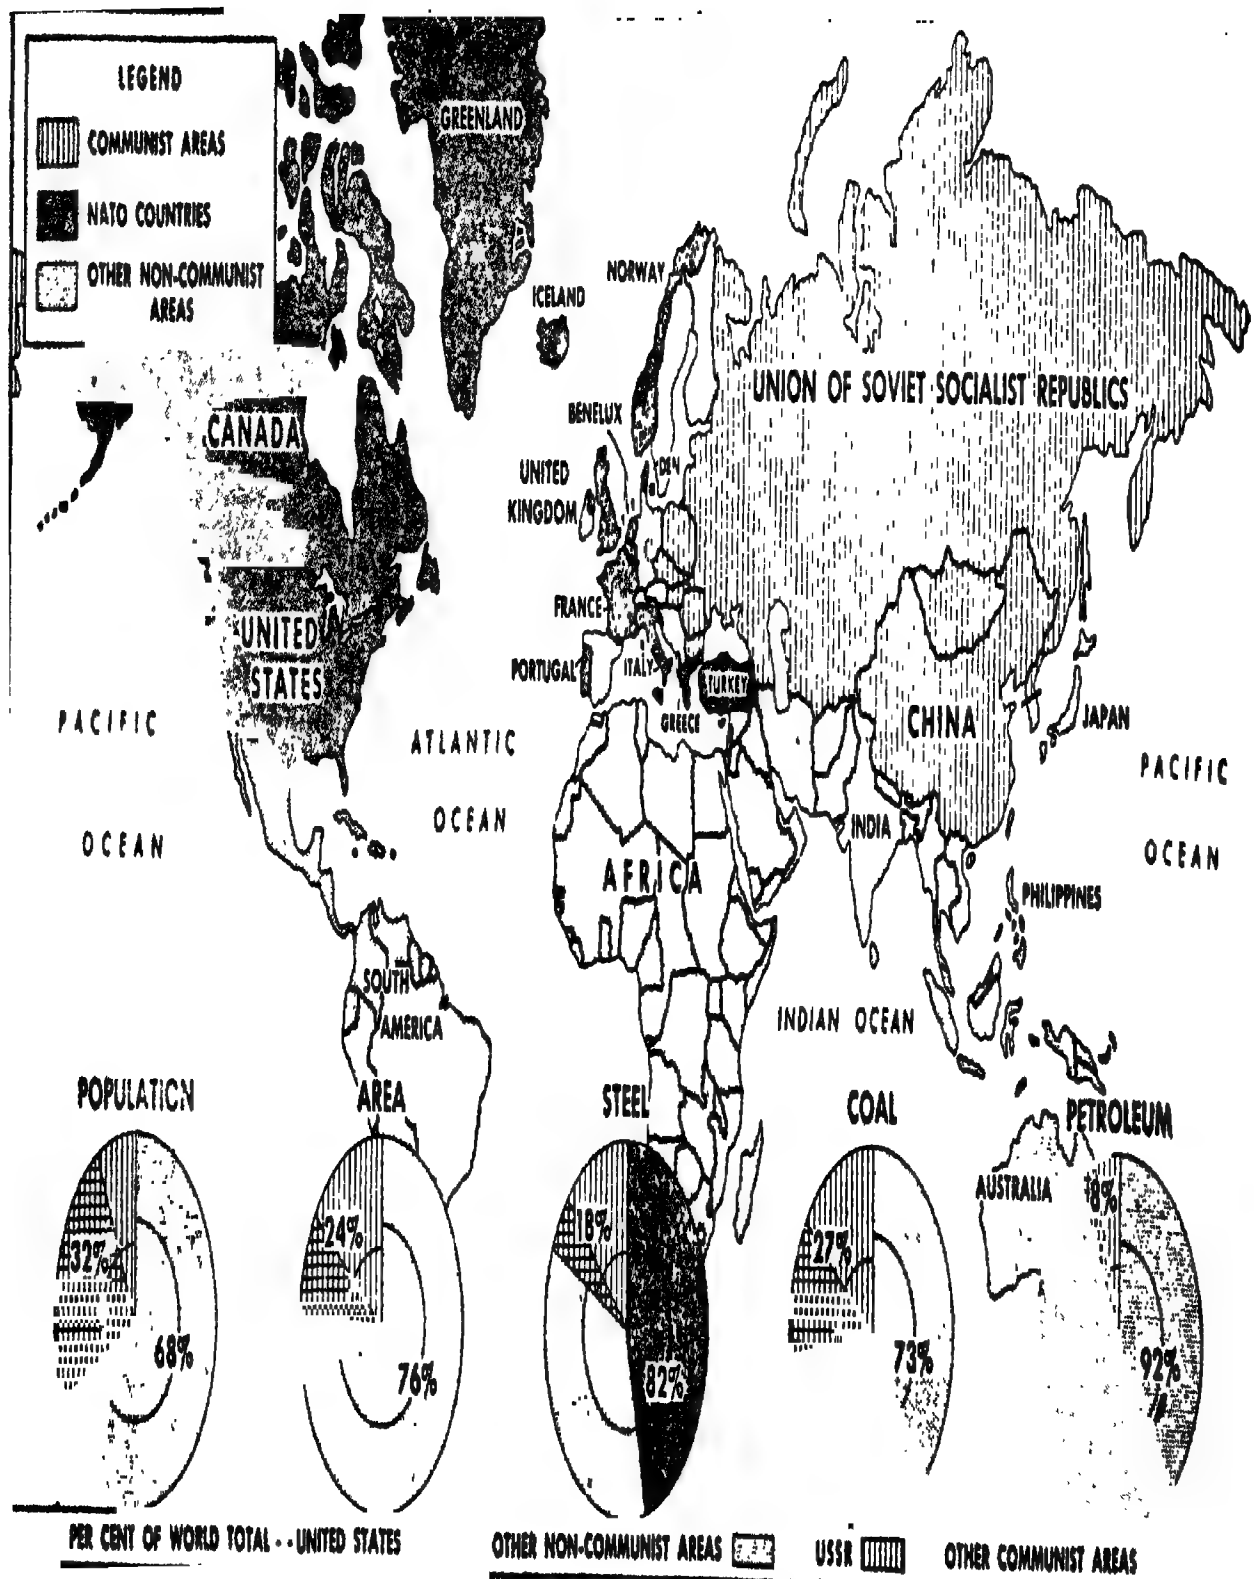 LEGEND
COMMUNIST AREAS
NATO COUNTRIES
OTHER NON-COMMUNIST
AREAS
GREENLAND
ICELAND
NORWAY
UNION OF SOVIET SOCIALIST REPUBLICS
BENELUX
CANADA
DEN
UNITED
KINGDOM
FRANCE
UNITED
STATES
PORTUGAL
ITALY
TURKEY
GREECE
CHINA
JAPAN
PACIFIC
OCEAN
ATLANTIC
OCEAN
PACIFIC
OCEAN
INDIA
AFRICA
PHILIPPINES
SOUTH
AMERICA
INDIAN OCEAN
POPULATION
AREA
STEEL
COAL
PETROLEUM
AUSTRALIA
32%
68%
24%
76%
18%
82%
27%
73%
8%
92%
PER CENT OF WORLD TOTAL - - UNITED STATES
OTHER NON-COMMUNIST AREAS
USSR
OTHER COMMUNIST AREAS